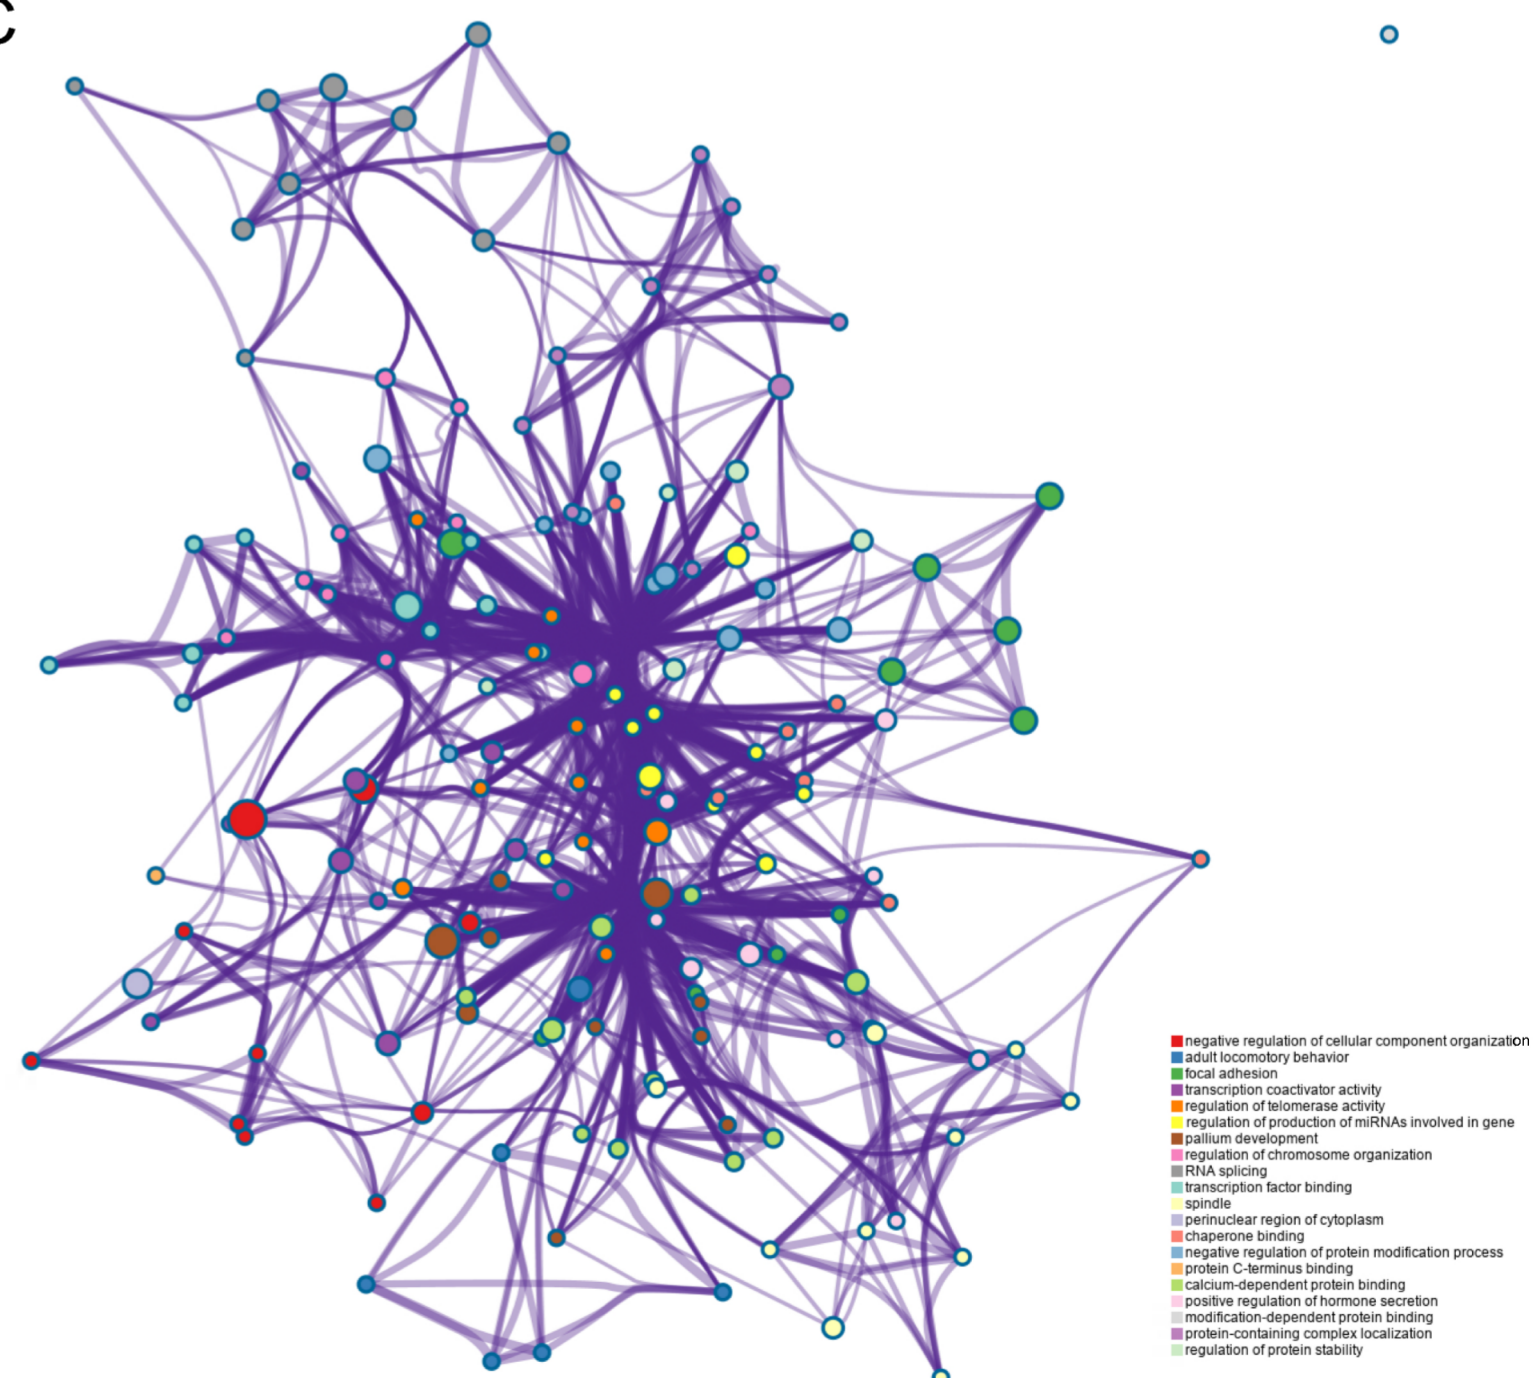 C
negative regulation of cellular component organization
adult locomotory behavior
focal adhesion
transcription coactivator activity
regulation of telomerase activity
regulation of production of miRNAs involved in gene
pallium development
regulation of chromosome organization
RNA splicing
transcription factor binding
spindle
perinuclear region of cytoplasm
chaperone binding
negative regulation of protein modification process
protein C-terminus binding
calcium-dependent protein binding
positive regulation of hormone secretion
modification-dependent protein binding
protein-containing complex localization
regulation of protein stability